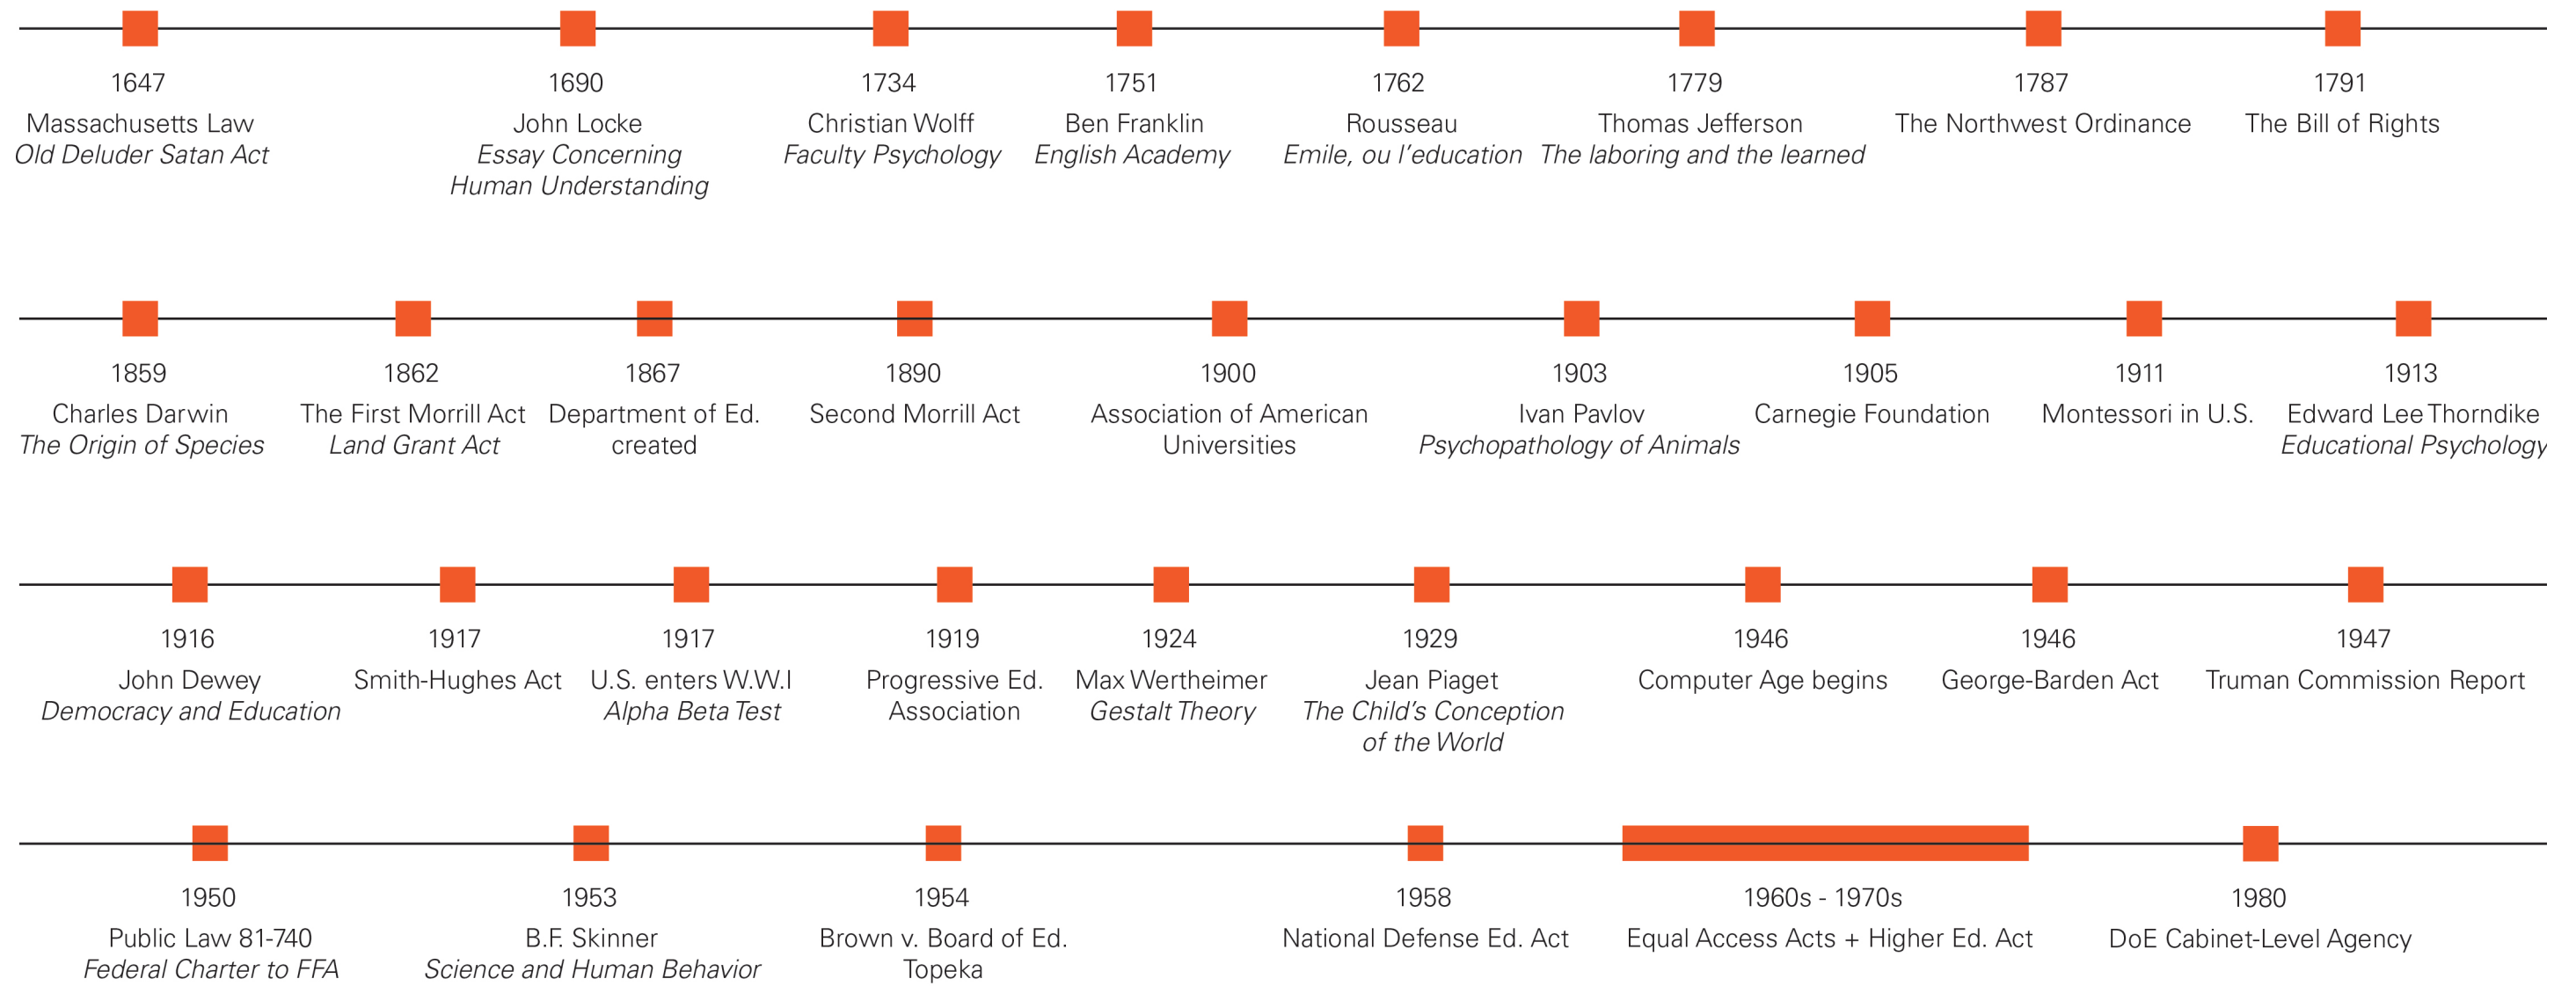 1647
Massachusetts Law
Old Deluder Satan Act
1690
John Locke
Essay Concerning
Human Understanding
1734
Christian Wolff
Faculty Psychology
1751
Ben Franklin
English Academy
1762
Rousseau
Emile, ou l'education
1779
Thomas Jefferson
The laboring and the learned
1787
The Northwest Ordinance
1791
The Bill of Rights
1859
Charles Darwin
The Origin of Species
1862
The First Morrill Act
Land Grant Act
1867
Department of Ed.
created
1890
Second Morrill Act
1900
Association of American
Universities
1903
Ivan Pavlov
Psychopathology of Animals
1905
Carnegie Foundation
1911
Montessori in U.S.
1913
Edward Lee Thorndike
Educational Psychology
1916
John Dewey
Democracy and Education
1917
Smith-Hughes Act
1917
U.S. enters W.W.I
Alpha Beta Test
1919
Progressive Ed.
Association
1924
Max Wertheimer
Gestalt Theory
1929
Jean Piaget
The Child's Conception
of the World
1946
Computer Age begins
1946
George-Barden Act
1947
Truman Commission Report
1950
Public Law 81-740
Federal Charter to FFA
1953
B.F. Skinner
Science and Human Behavior
1954
Brown v. Board of Ed.
Topeka
1958
National Defense Ed. Act
1960s - 1970s
Equal Access Acts + Higher Ed. Act
1980
DoE Cabinet-Level Agency